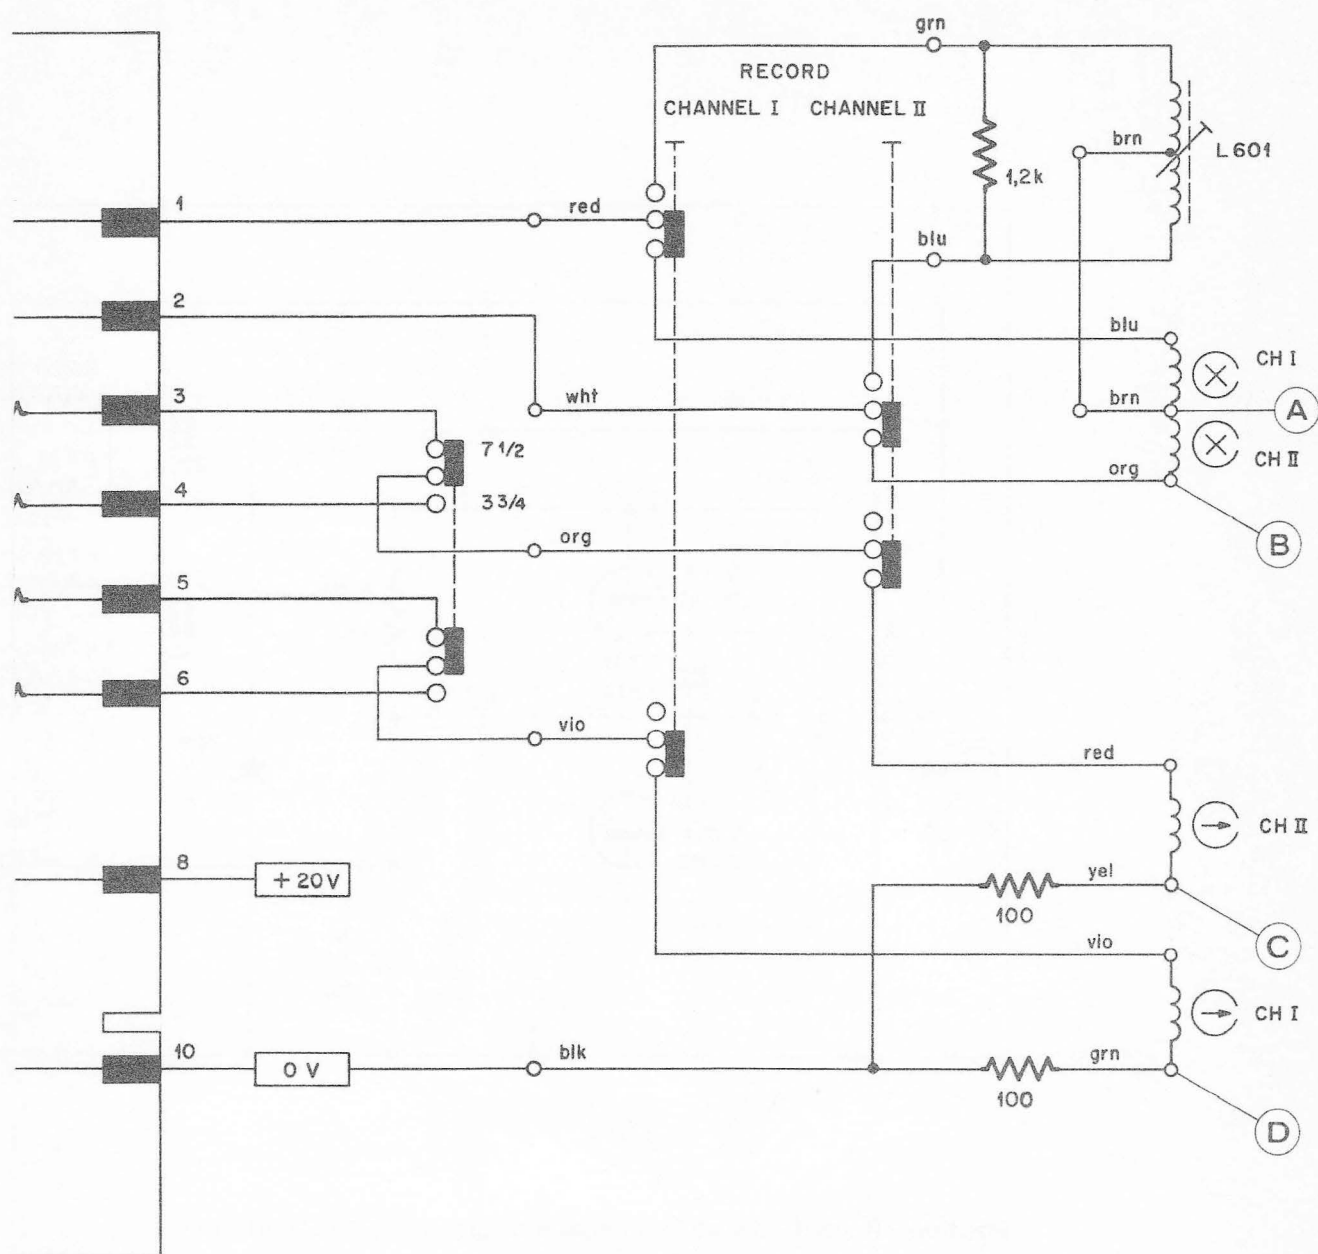 grn
RECORD
CHANNEL I CHANNEL II
brn
L601
1,2k
1
red
blu
2
blu
CH I
3
wht
brn
A
7 1/2
CH II
4
3 3/4
org
org
B
5
6
vio
red
CH II
8
+20V
yel
100
C
vio
CH I
10
0 V
blk
grn
100
D